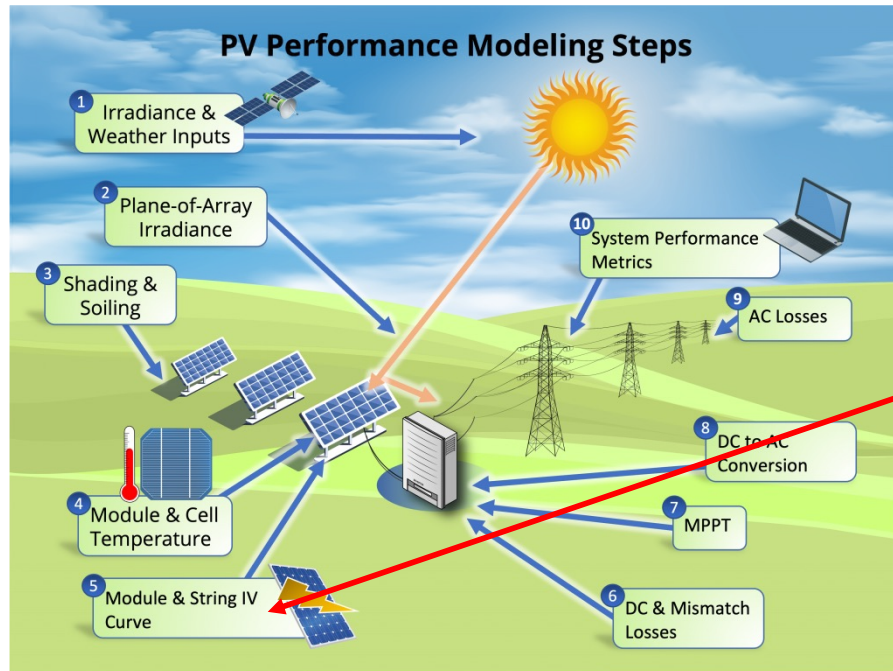 PV Performance Modeling Steps
1
Irradiance &
Weather Inputs
2
Plane-of-Array
Irradiance
3
Shading &
Soiling
4
Module & Cell
Temperature
5
Module & String IV
Curve
6
DC & Mismatch
Losses
7
MPPT
8
DC to AC
Conversion
9
AC Losses
10
System Performance
Metrics